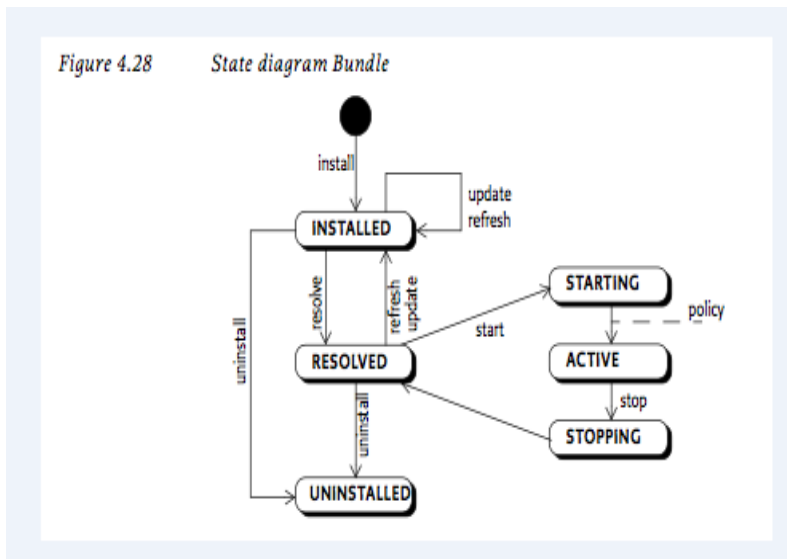 Figure 4.28 State diagram Bundle
install
update
refresh
INSTALLED
resolve
refresh
update
STARTING
policy
start
uninstall
RESOLVED
ACTIVE
stop
uninstall
STOPPING
UNINSTALLED